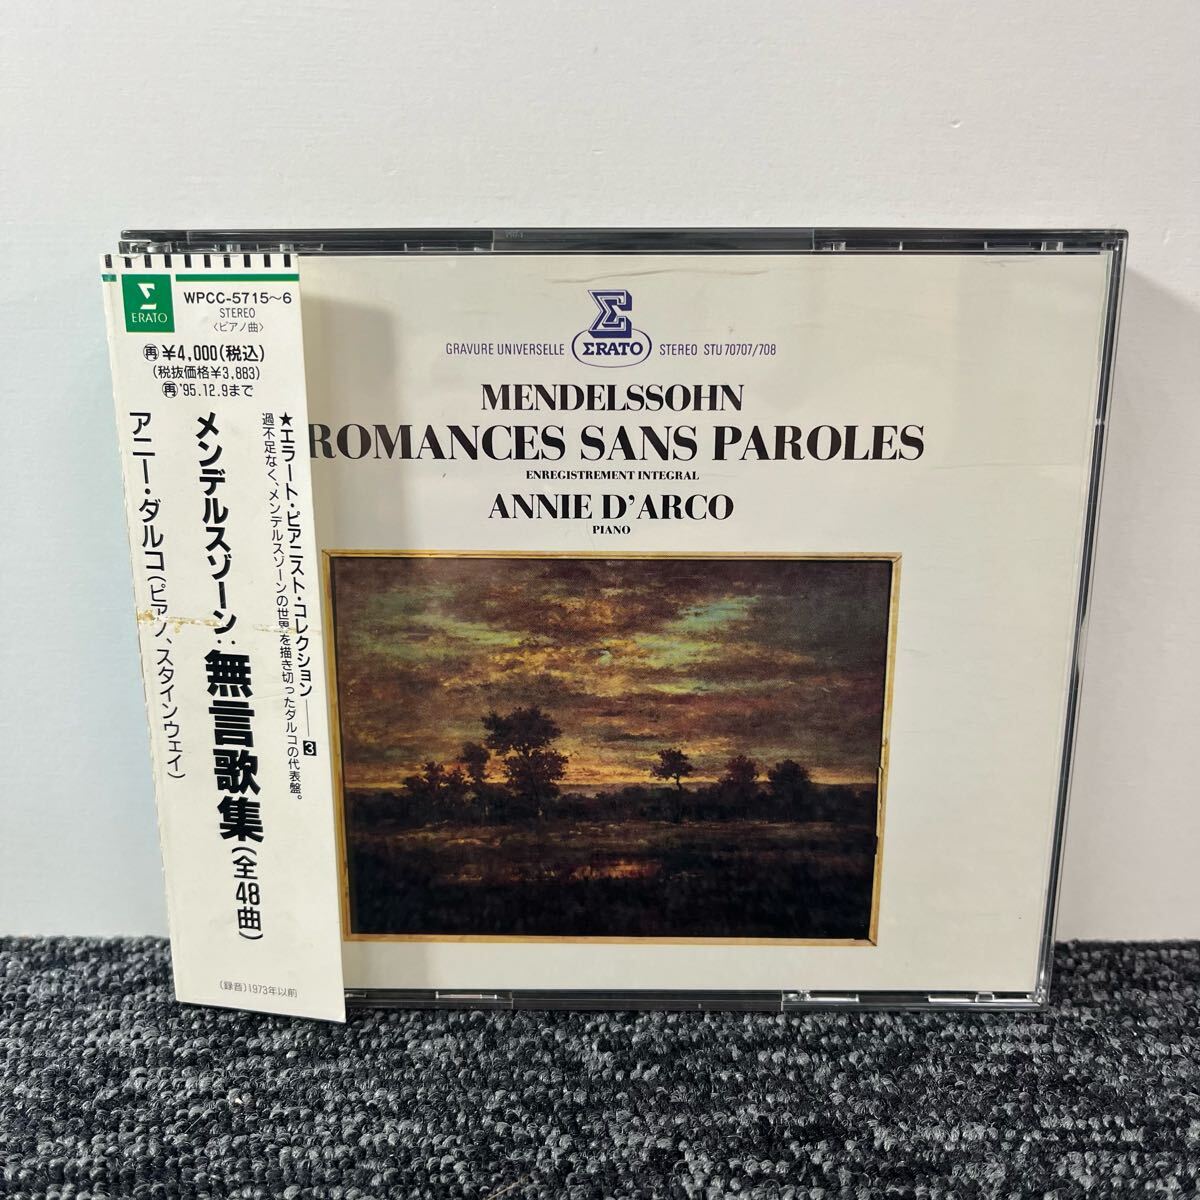 ERATO
WPCC-5715～6
STEREO
〈ピアノ曲〉
再¥4,000(税込)
(税抜価格¥3,883)
再'95.12.9まで
★エラート・ピアニスト・コレクション――3
過不足なく、メンデルスゾーンの世界を描き切ったダルコの代表盤。
メンデルスゾーン:無言歌集(全48曲)
アニー・ダルコ(ピアノ、スタインウェイ)
(録音)1973年以前
GRAVURE UNIVERSELLE ΣRATO STEREO STU 70707/708
MENDELSSOHN
ROMANCES SANS PAROLES
ENREGISTREMENT INTEGRAL
ANNIE D'ARCO
PIANO